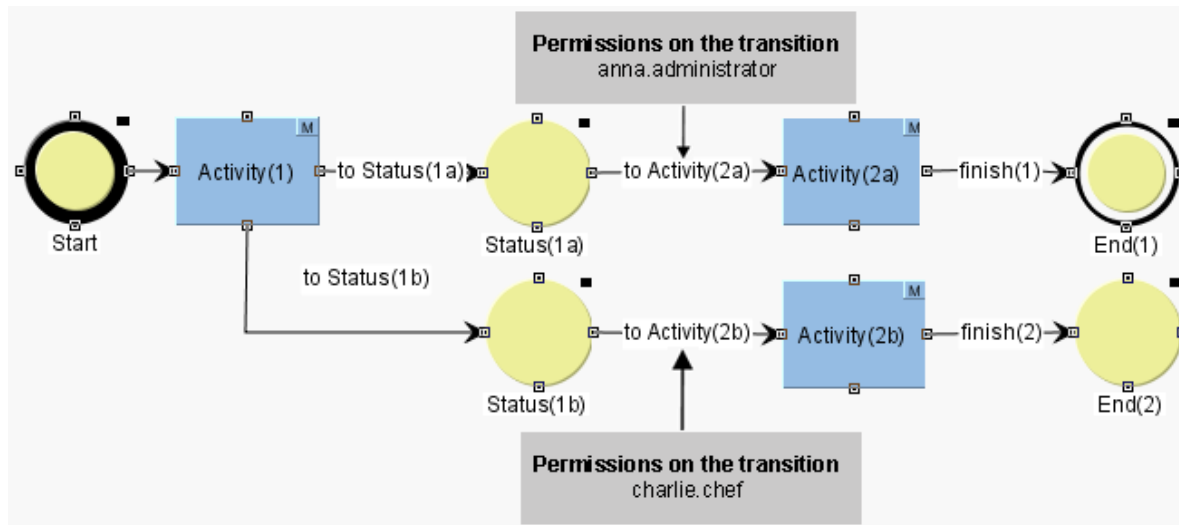 Permissions on the transition
anna.administrator
M
M
Activity(1)
to Status(1a)
to Activity(2a)
Activity(2a)
finish(1)
Start
Status(1a)
End(1)
to Status(1b)
M
to Activity(2b)
Activity(2b)
finish(2)
Status(1b)
End(2)
Permissions on the transition
charlie.chef